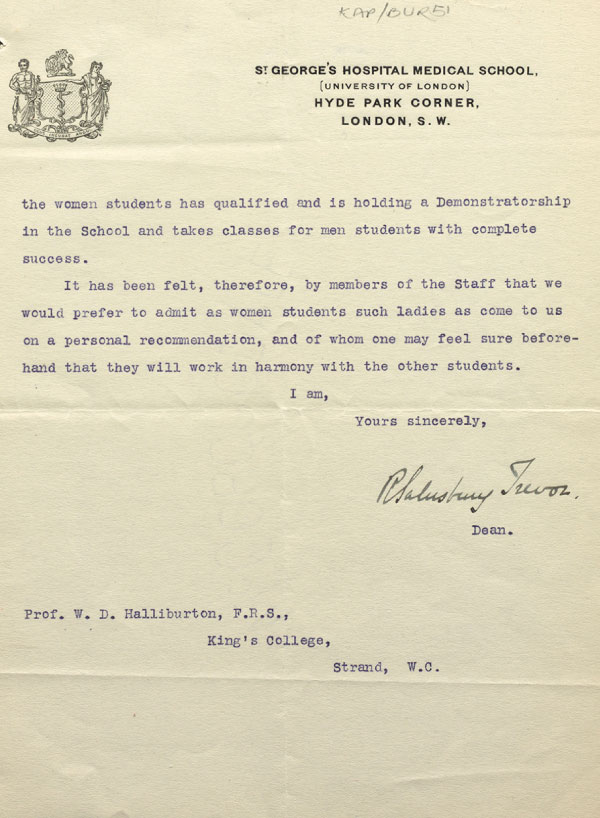 KAP/BUR51
ST GEORGE'S HOSPITAL MEDICAL SCHOOL,
(UNIVERSITY OF LONDON)
HYDE PARK CORNER,
LONDON, S.W.
the women students has qualified and is holding a Demonstratorship
in the School and takes classes for men students with complete
success.
It has been felt, therefore, by members of the Staff that we
would prefer to admit as women students such ladies as come to us
on a personal recommendation, and of whom one may feel sure before-
hand that they will work in harmony with the other students.
I am,
Yours sincerely,
R Salusbury Trevor.
Dean.
Prof. W. D. Halliburton, F.R.S.,
King's College,
Strand, W.C.